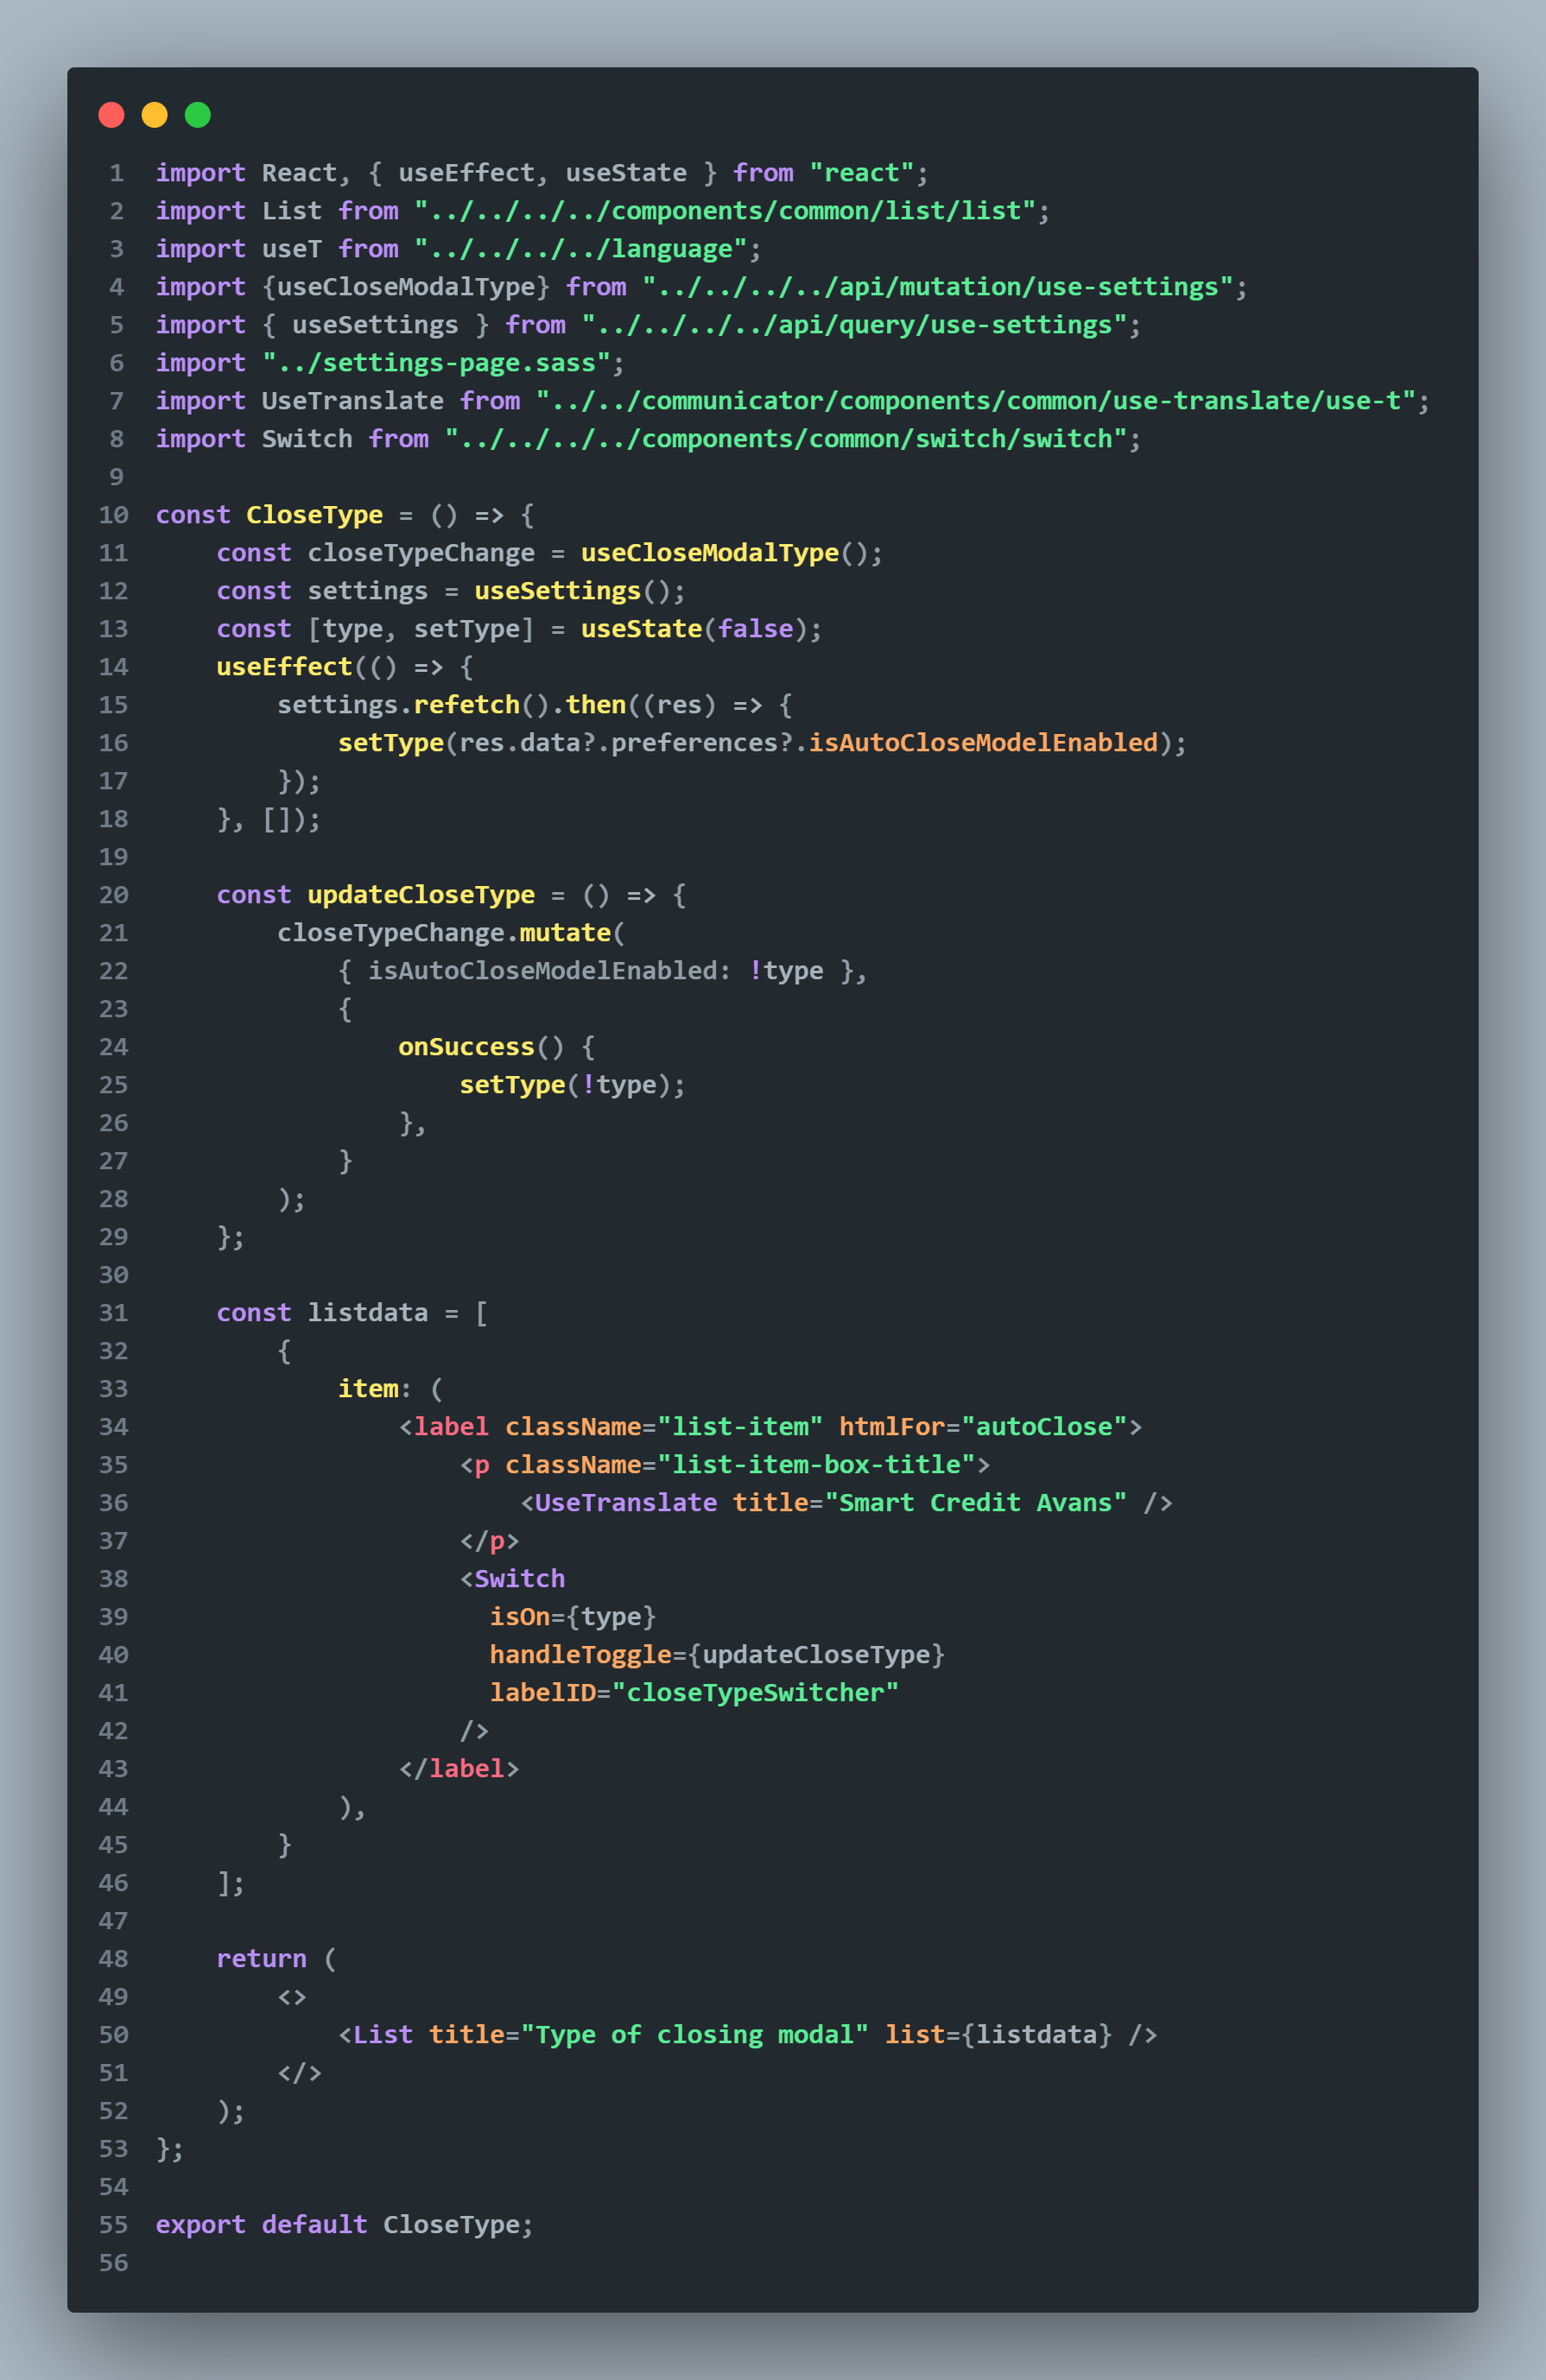 1 import React, { useEffect, useState } from "react";
2 import List from "../../../../components/common/list/list";
3 import useT from "../../../../language";
4 import {useCloseModalType} from "../../../../api/mutation/use-settings";
5 import { useSettings } from "../../../../api/query/use-settings";
6 import "../settings-page.sass";
7 import UseTranslate from "../../communicator/components/common/use-translate/use-t";
8 import Switch from "../../../../components/common/switch/switch";
9
10 const CloseType = () => {
11     const closeTypeChange = useCloseModalType();
12     const settings = useSettings();
13     const [type, setType] = useState(false);
14     useEffect(() => {
15         settings.refetch().then((res) => {
16             setType(res.data?.preferences?.isAutoCloseModelEnabled);
17         });
18     }, []);
19
20     const updateCloseType = () => {
21         closeTypeChange.mutate(
22             { isAutoCloseModelEnabled: !type },
23             {
24                 onSuccess() {
25                     setType(!type);
26                 },
27             }
28         );
29     };
30
31     const listdata = [
32         {
33             item: (
34                 <label className="list-item" htmlFor="autoClose">
35                     <p className="list-item-box-title">
36                         <UseTranslate title="Smart Credit Avans" />
37                     </p>
38                     <Switch
39                       isOn={type}
40                       handleToggle={updateCloseType}
41                       labelID="closeTypeSwitcher"
42                     />
43                 </label>
44             ),
45         }
46     ];
47
48     return (
49         <>
50             <List title="Type of closing modal" list={listdata} />
51         </>
52     );
53 };
54
55 export default CloseType;
56